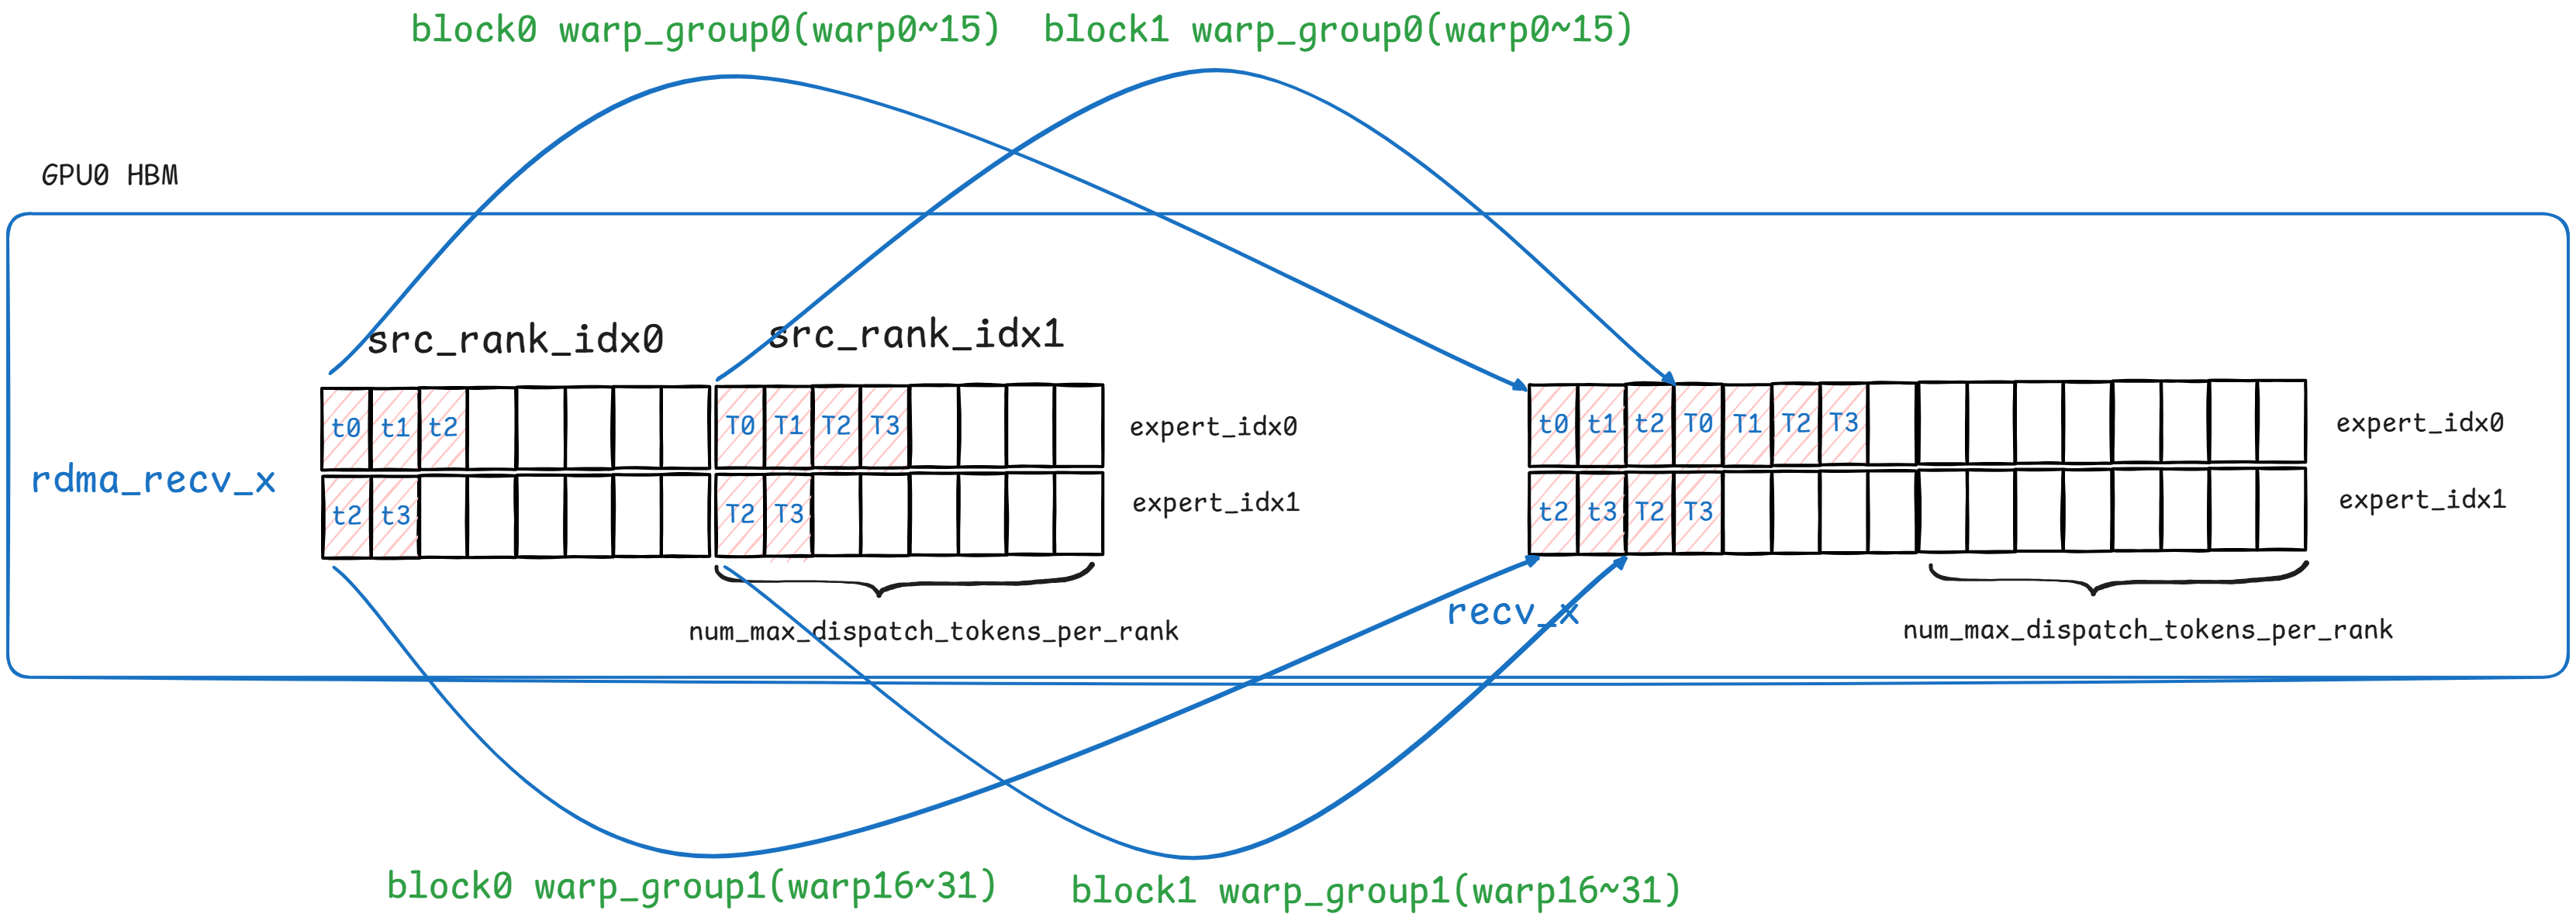 block0 warp_group0(warp0~15) block1 warp_group0(warp0~15)
GPU0 HBM
src_rank_idx0 src_rank_idx1
t0 t1 t2 T0 T1 T2 T3 expert_idx0 t0 t1 t2 T0 T1 T2 T3 expert_idx0
rdma_recv_x
t2 t3 T2 T3 expert_idx1 t2 t3 T2 T3 expert_idx1
recv_x
num_max_dispatch_tokens_per_rank num_max_dispatch_tokens_per_rank
block0 warp_group1(warp16~31) block1 warp_group1(warp16~31)